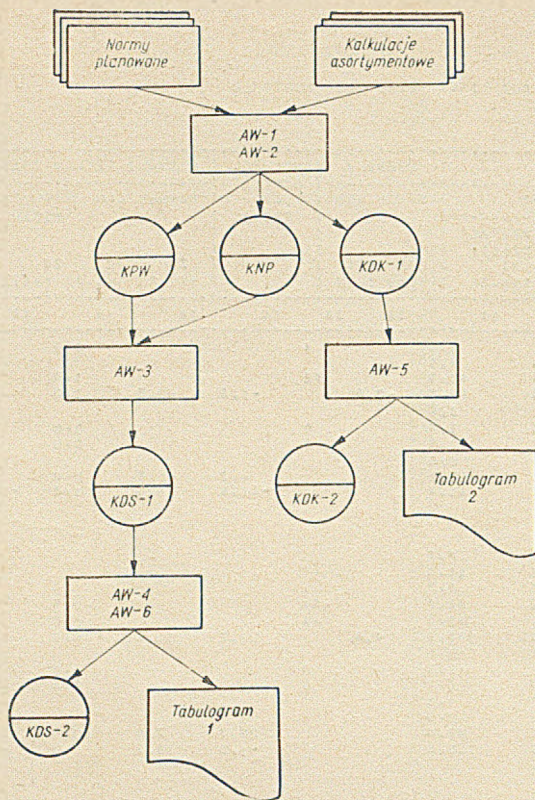 Normy
planowane
Kalkulacje
asortymentowe
AW-1
AW-2
KPW
KNP
KDK-1
AW-3
AW-5
KDS-1
KDK-2
Tabulogram
2
AW-4
AW-6
KDS-2
Tabulogram
1